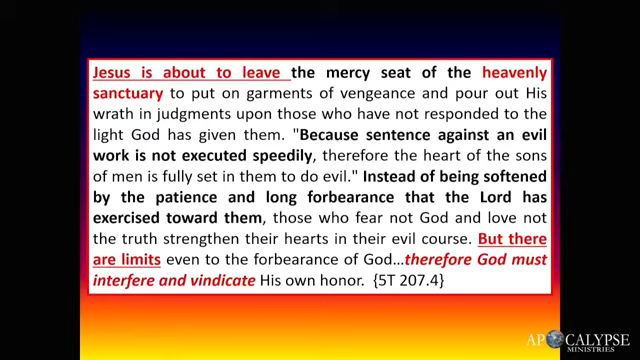 Jesus is about to leave the mercy seat of the heavenly
sanctuary to put on garments of vengeance and pour out His
wrath in judgments upon those who have not responded to the
light God has given them. "Because sentence against an evil
work is not executed speedily, therefore the heart of the sons
of men is fully set in them to do evil." Instead of being softened
by the patience and long forbearance that the Lord has
exercised toward them, those who fear not God and love not
the truth strengthen their hearts in their evil course. But there
are limits even to the forbearance of God…therefore God must
interfere and vindicate His own honor. {5T 207.4}
APOCALYPSE
MINISTRIES